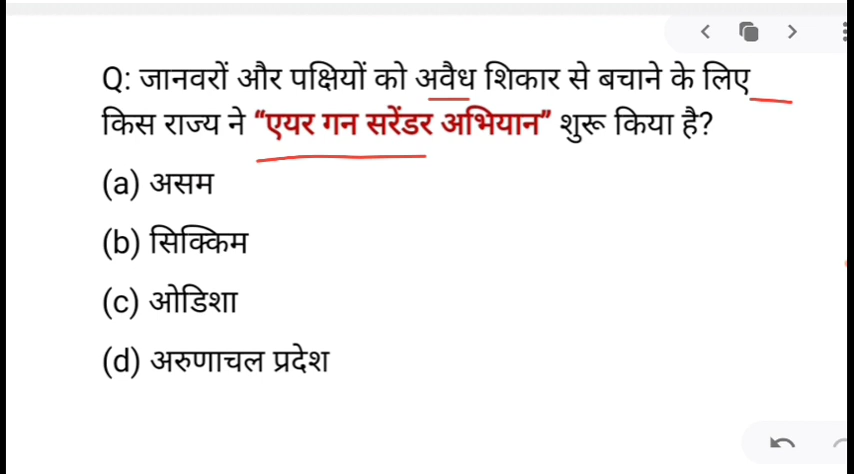 Q: जानवरों और पक्षियों को अवैध शिकार से बचाने के लिए
किस राज्य ने “एयर गन सरेंडर अभियान” शुरू किया है?
(a) असम
(b) सिक्किम
(c) ओडिशा
(d) अरुणाचल प्रदेश